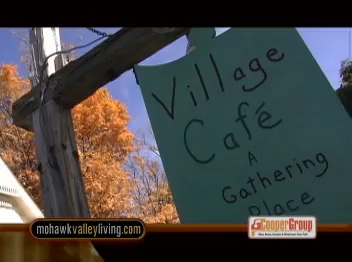 Village
Café
A
Gathering
Place
mohawkvalleyliving.com
CooperGroup